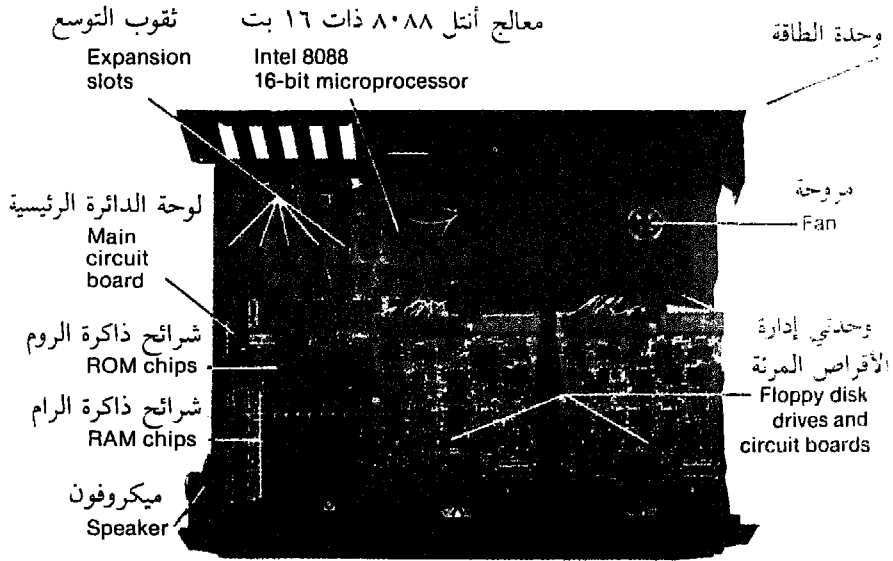 ثقوب التوسع
Expansion
slots
معالج أنتل ٨٠٨٨ ذات ١٦ بت
Intel 8088
16-bit microprocessor
وحدة الطاقة
لوحة الدائرة الرئيسية
Main
circuit
board
مروحة
Fan
شرائح ذاكرة الروم
ROM chips
شرائح ذاكرة الرام
RAM chips
ميكروفون
Speaker
وحدتي إدارة
الأقراص المرنة
Floppy disk
drives and
circuit boards